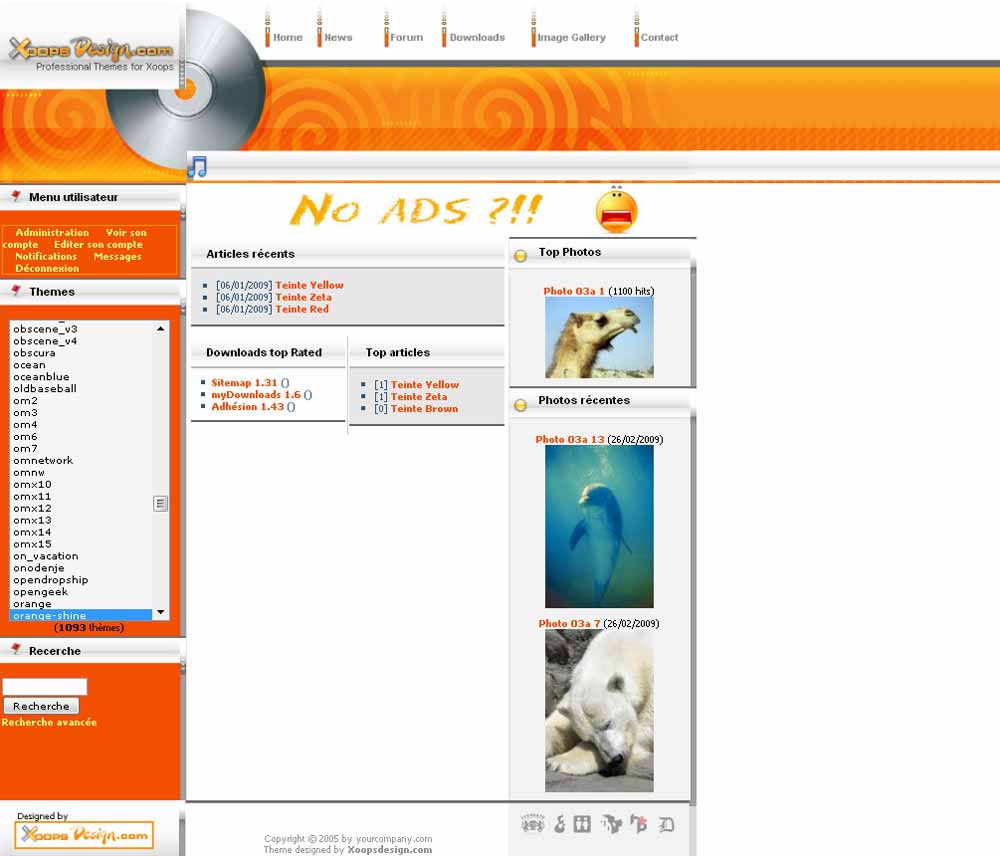 Xoops Design.com
Professional Themes for Xoops
Home
News
Forum
Downloads
Image Gallery
Contact
No ADS ?!!
Menu utilisateur
Administration Voir son
compte Editer son compte
Notifications Messages
Déconnexion
Themes
obscene_v3
obscene_v4
obscura
ocean
oceanblue
oldbaseball
om2
om3
om4
om6
om7
omnetwork
omnw
omx10
omx11
omx12
omx13
omx14
omx15
on_vacation
onodenje
opendropship
opengeek
orange
orange-shine
(1093 thèmes)
Recerche
Recherche
Recherche avancée
Designed by
Xoops Design.com
Articles récents
[06/01/2009] Teinte Yellow
[06/01/2009] Teinte Zeta
[06/01/2009] Teinte Red
Downloads top Rated
Sitemap 1.31 ()
myDownloads 1.6 ()
Adhésion 1.43 ()
Top articles
[1] Teinte Yellow
[1] Teinte Zeta
[0] Teinte Brown
Top Photos
Photo 03a 1 (1100 hits)
Photos récentes
Photo 03a 13 (26/02/2009)
Photo 03a 7 (26/02/2009)
Copyright © 2005 by yourcompany.com
Theme designed by Xoopsdesign.com